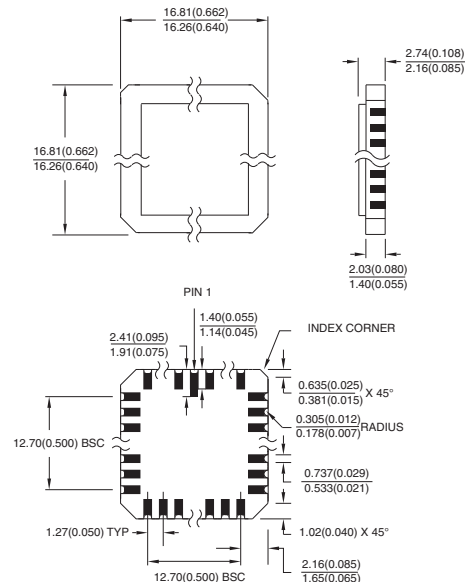 16.81(0.662)
16.26(0.640)
2.74(0.108)
2.16(0.085)
16.81(0.662)
16.26(0.640)
2.03(0.080)
1.40(0.055)
PIN 1
1.40(0.055)
1.14(0.045)
INDEX CORNER
2.41(0.095)
1.91(0.075)
0.635(0.025)
0.381(0.015) X 45°
0.305(0.012)
0.178(0.007) RADIUS
12.70(0.500) BSC
0.737(0.029)
0.533(0.021)
1.27(0.050) TYP
1.02(0.040) X 45°
12.70(0.500) BSC
2.16(0.085)
1.65(0.065)